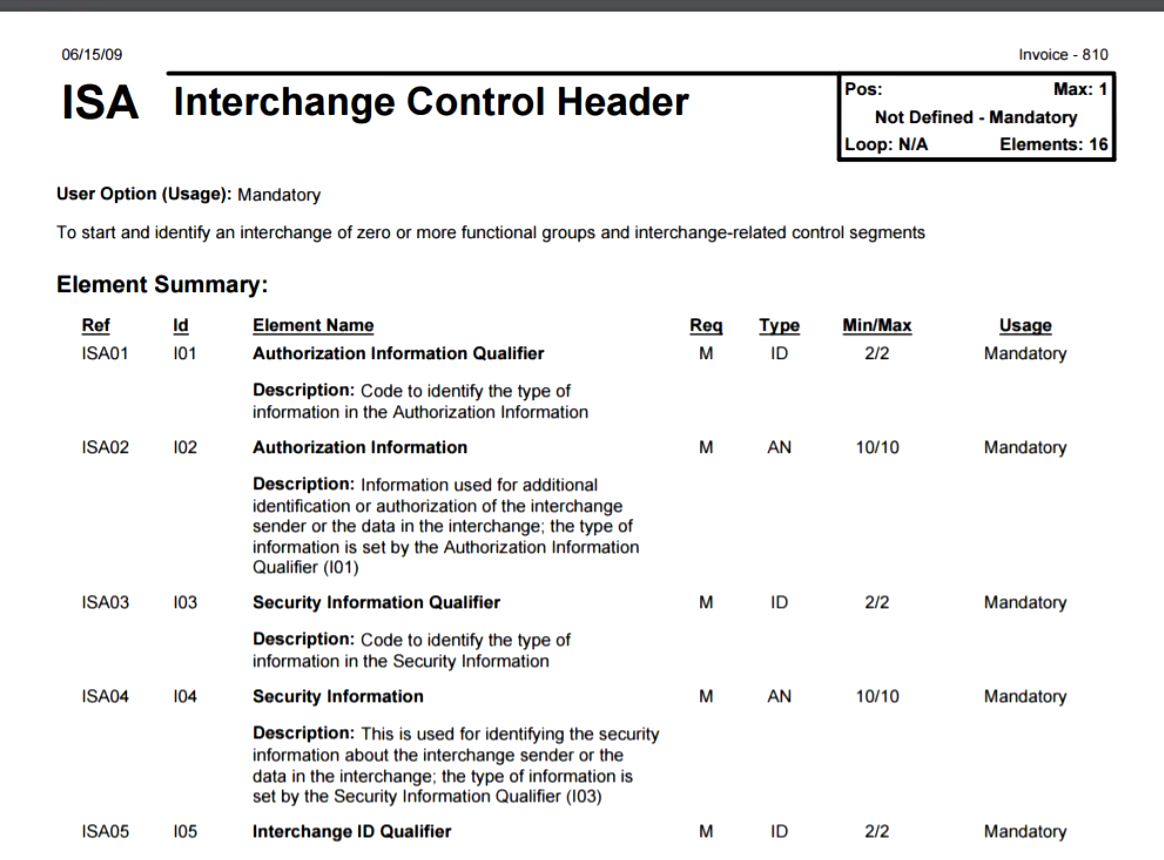 06/15/09 Invoice - 810
ISA Interchange Control Header
Pos: Max: 1
Not Defined - Mandatory
Loop: N/A Elements: 16
User Option (Usage): Mandatory
To start and identify an interchange of zero or more functional groups and interchange-related control segments
Element Summary:
Ref Id Element Name Req Type Min/Max Usage
ISA01 I01 Authorization Information Qualifier M ID 2/2 Mandatory
Description: Code to identify the type of
information in the Authorization Information
ISA02 I02 Authorization Information M AN 10/10 Mandatory
Description: Information used for additional
identification or authorization of the interchange
sender or the data in the interchange; the type of
information is set by the Authorization Information
Qualifier (I01)
ISA03 I03 Security Information Qualifier M ID 2/2 Mandatory
Description: Code to identify the type of
information in the Security Information
ISA04 I04 Security Information M AN 10/10 Mandatory
Description: This is used for identifying the security
information about the interchange sender or the
data in the interchange; the type of information is
set by the Security Information Qualifier (I03)
ISA05 I05 Interchange ID Qualifier M ID 2/2 Mandatory